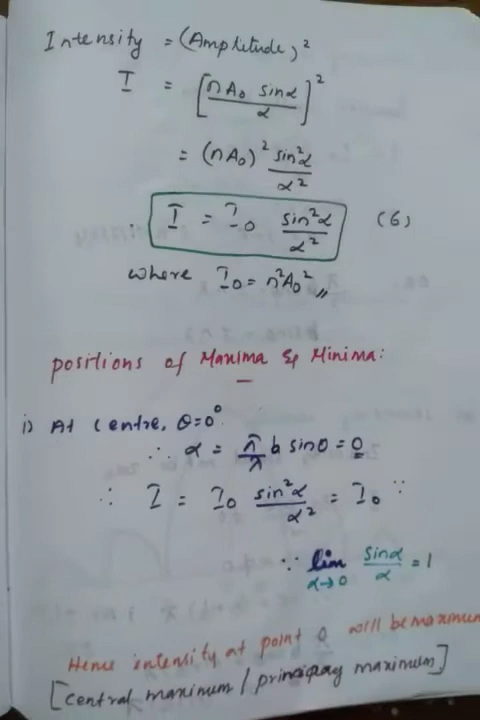 Intensity = (Amplitude)²
I = [nA₀ sinα / α]²
= (nA₀)² sin²α / α²
∴ I = I₀ sin²α / α² (6)
where I₀ = n²A₀²,,
positions of Maxima & Minima:
i) At Centre, θ=0°
∴ α = π/λ b sinθ = 0
∴ I = I₀ sin²α / α² = I₀ ∵
∵ lim α→0 sinα / α = 1
Hence intensity at point O will be maximum
[central maximum / principay maximum]